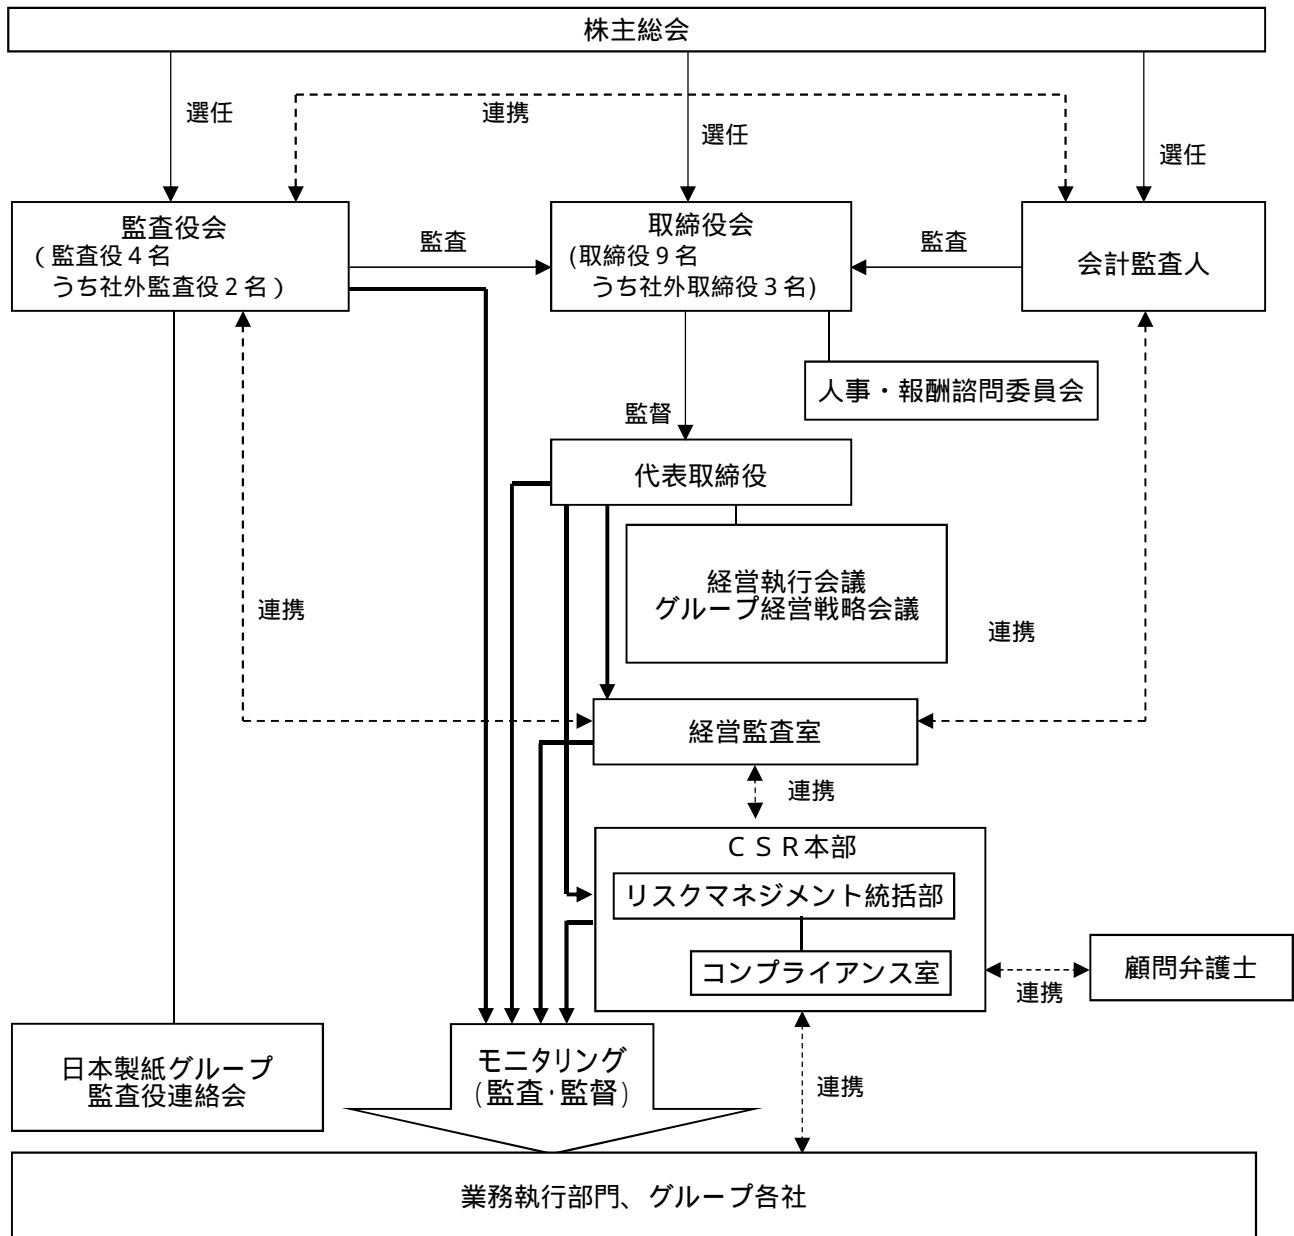 株主総会
選任
連携
選任
選任
監査役会
（監査役４名
うち社外監査役２名）
監査
取締役会
(取締役９名
うち社外取締役３名)
監査
会計監査人
人事・報酬諮問委員会
監督
代表取締役
経営執行会議
グループ経営戦略会議
連携
連携
経営監査室
連携
ＣＳＲ本部
リスクマネジメント統括部
コンプライアンス室
顧問弁護士
連携
日本製紙グループ
監査役連絡会
モニタリング
(監査･監督)
連携
業務執行部門、グループ各社